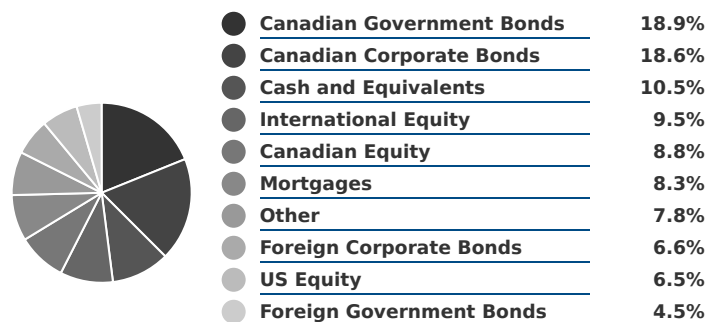 Canadian Government Bonds 18.9%
Canadian Corporate Bonds 18.6%
Cash and Equivalents 10.5%
International Equity 9.5%
Canadian Equity 8.8%
Mortgages 8.3%
Other 7.8%
Foreign Corporate Bonds 6.6%
US Equity 6.5%
Foreign Government Bonds 4.5%